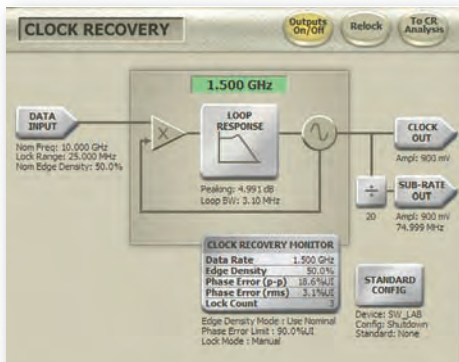 CLOCK RECOVERY
Outputs
On/Off
Relock
To CR
Analysis
1.500 GHz
DATA
INPUT
Nom Freq: 10.000 GHz
Lock Range: 25.000 MHz
Nom Edge Density: 50.0%
X
LOOP
RESPONSE
Peaking: 4.991 dB
Loop BW: 3.10 MHz
CLOCK
OUT
Ampl: 900 mV
÷
20
SUB-RATE
OUT
Ampl: 900 mV
74.999 MHz
CLOCK RECOVERY MONITOR
Data Rate 1.500 GHz
Edge Density 50.0%
Phase Error (p-p) 18.6%UI
Phase Error (rms) 3.1%UI
Lock Count 3
Edge Density Mode : Use Nominal
Phase Error Limit : 90.0%UI
Lock Mode : Manual
STANDARD
CONFIG
Device: SW_LAB
Config: Shutdown
Standard: None